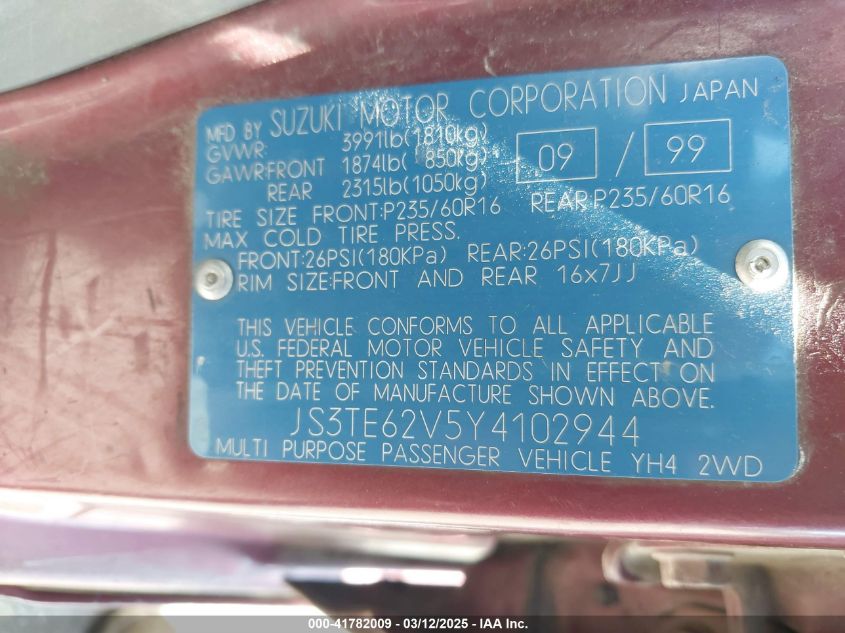 MFD BY SUZUKI MOTOR CORPORATION JAPAN
GVWR: 3991lb(1810kg)
GAWR:FRONT 1874lb( 850kg)
REAR 2315lb(1050kg)
09 / 99
TIRE SIZE FRONT:P235/60R16 REAR:P235/60R16
MAX COLD TIRE PRESS.
FRONT:26PSI(180KPa) REAR:26PSI(180KPa)
RIM SIZE:FRONT AND REAR 16x7JJ
THIS VEHICLE CONFORMS TO ALL APPLICABLE
U.S. FEDERAL MOTOR VEHICLE SAFETY AND
THEFT PREVENTION STANDARDS IN EFFECT ON
THE DATE OF MANUFACTURE SHOWN ABOVE.
JS3TE62V5Y4102944
MULTI PURPOSE PASSENGER VEHICLE YH4 2WD
000-41782009 - 03/12/2025 - © IAA Inc.